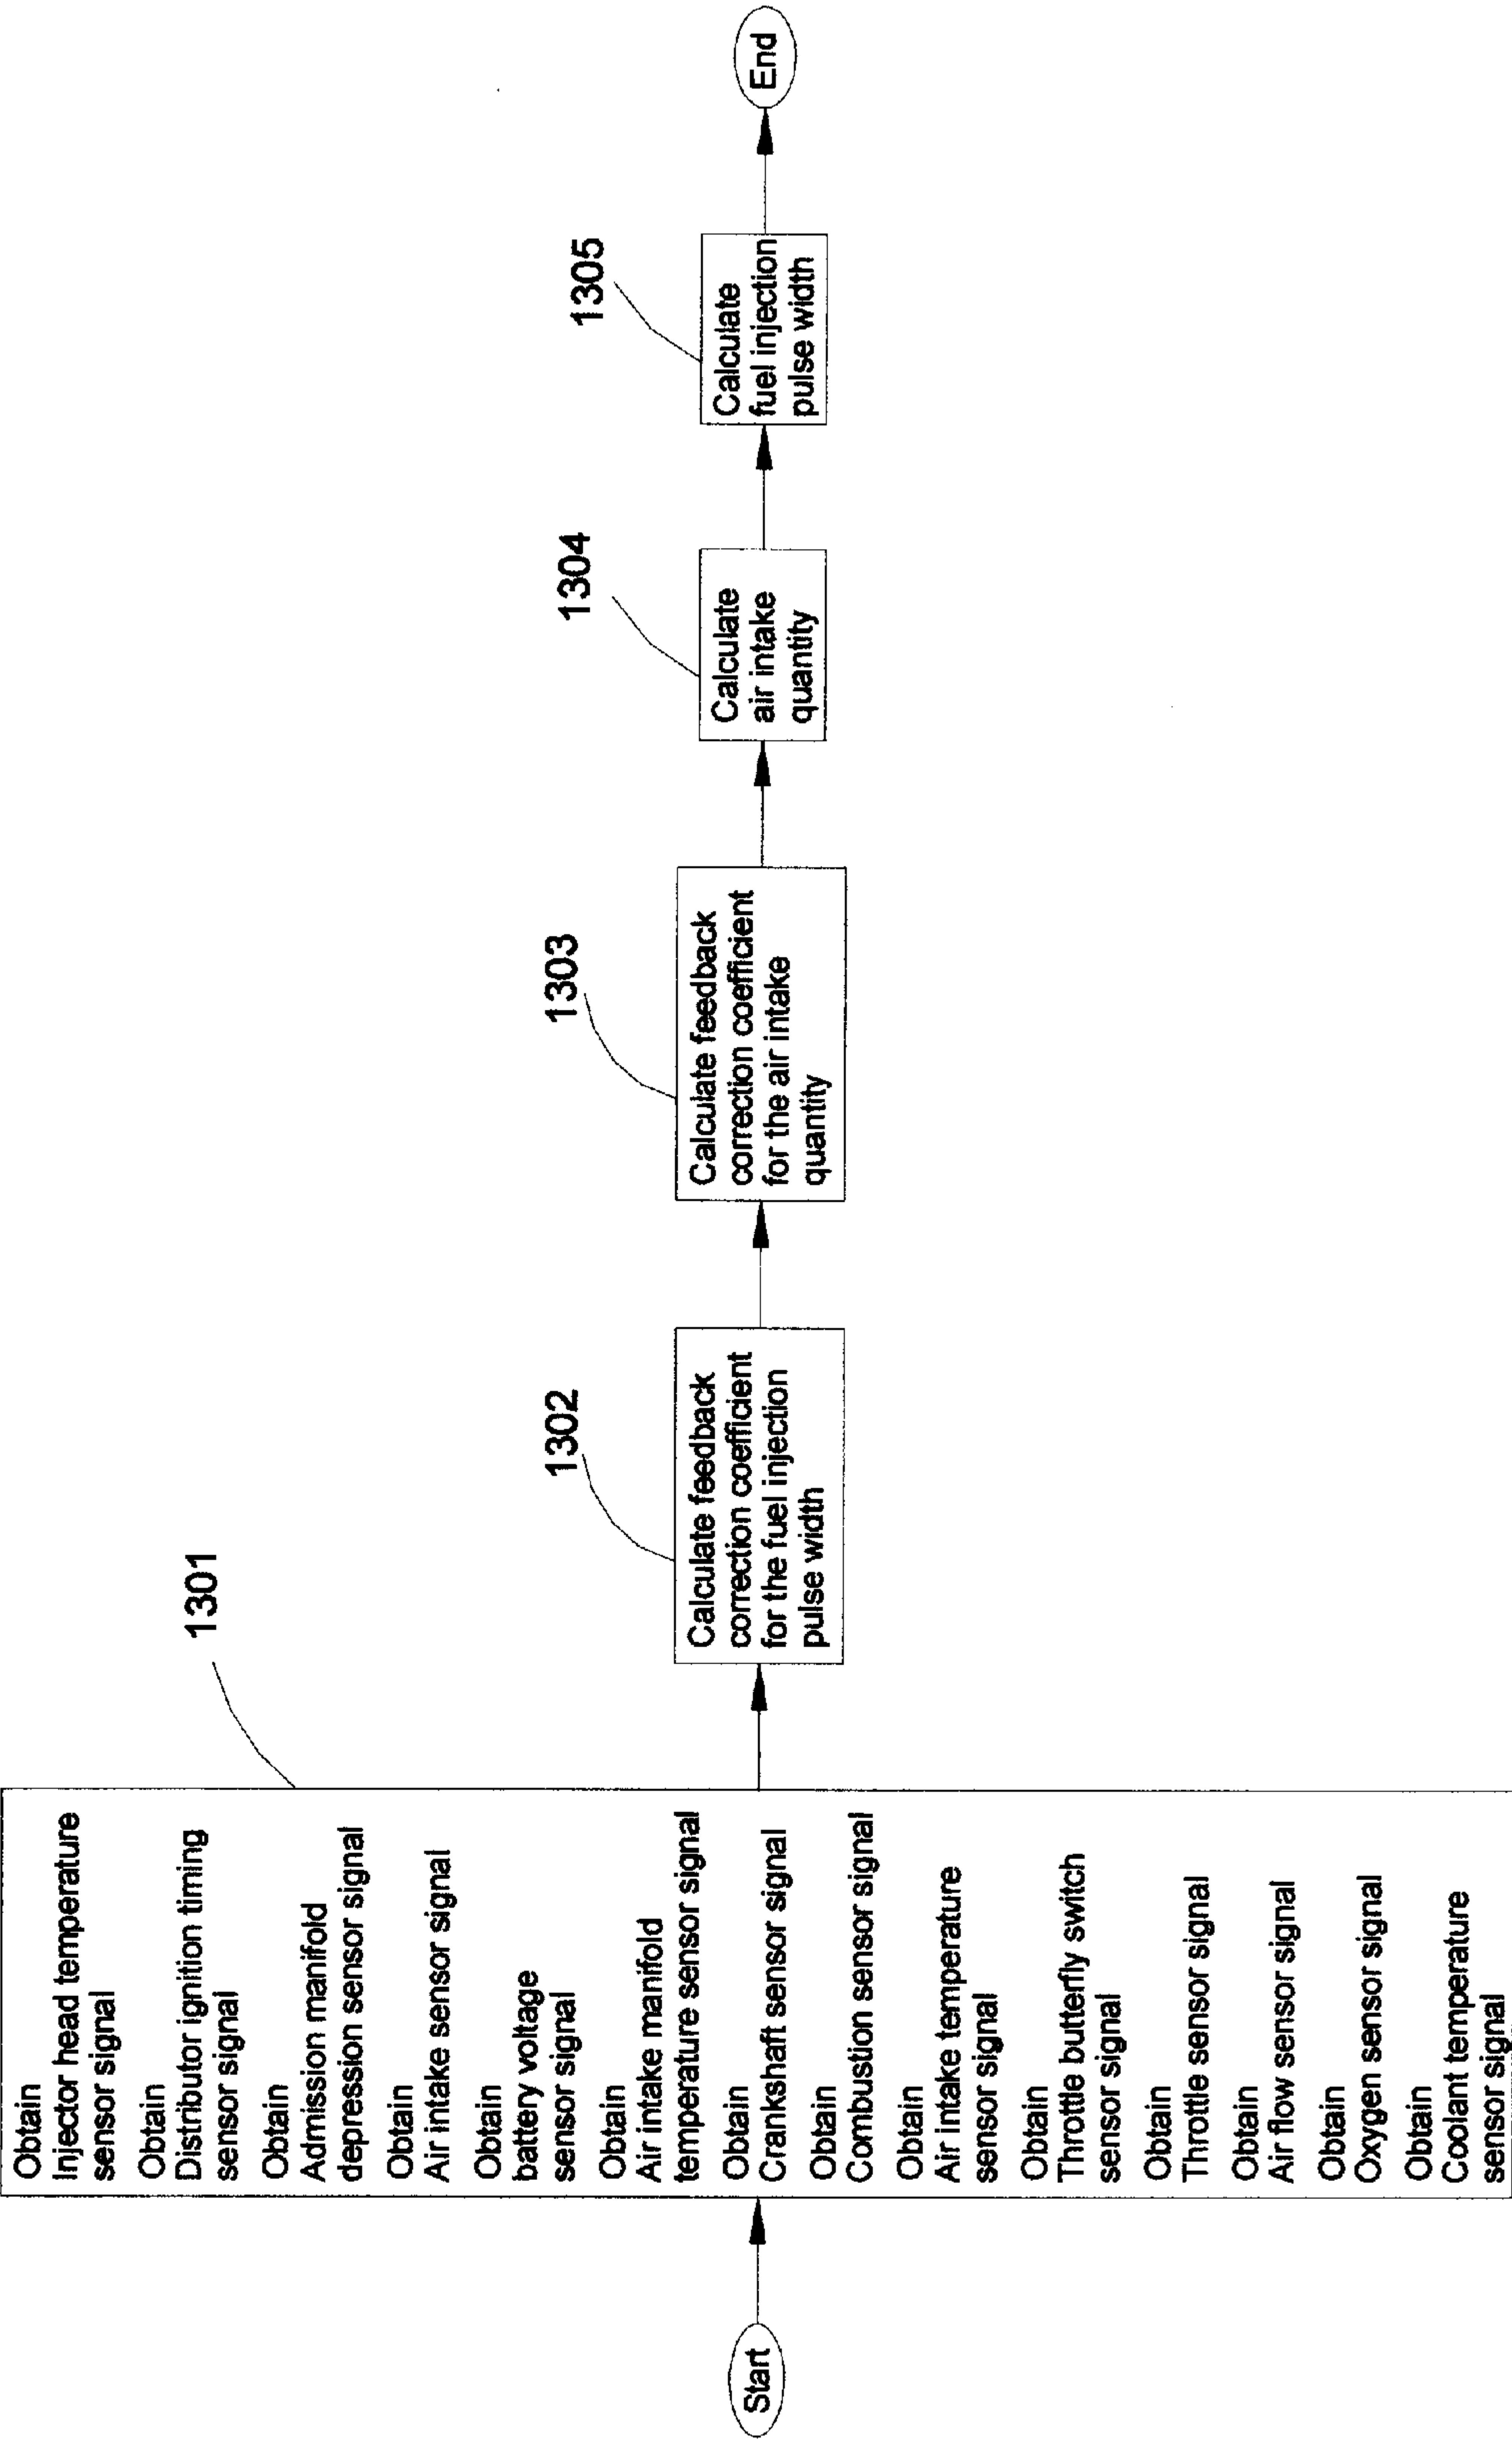 Start
1301
Obtain
Injector head temperature
sensor signal
Obtain
Distributor ignition timing
sensor signal
Obtain
Admission manifold
depression sensor signal
Obtain
Air intake sensor signal
Obtain
battery voltage
sensor signal
Obtain
Air intake manifold
temperature sensor signal
Obtain
Crankshaft sensor signal
Obtain
Combustion sensor signal
Obtain
Air intake temperature
sensor signal
Obtain
Throttle butterfly switch
sensor signal
Obtain
Throttle sensor signal
Obtain
Air flow sensor signal
Obtain
Oxygen sensor signal
Obtain
Coolant temperature
sensor signal
1302
Calculate feedback
correction coefficient
for the fuel injection
pulse width
1303
Calculate feedback
correction coefficient
for the air intake
quantity
1304
Calculate
air intake
quantity
1305
Calculate
fuel injection
pulse width
End